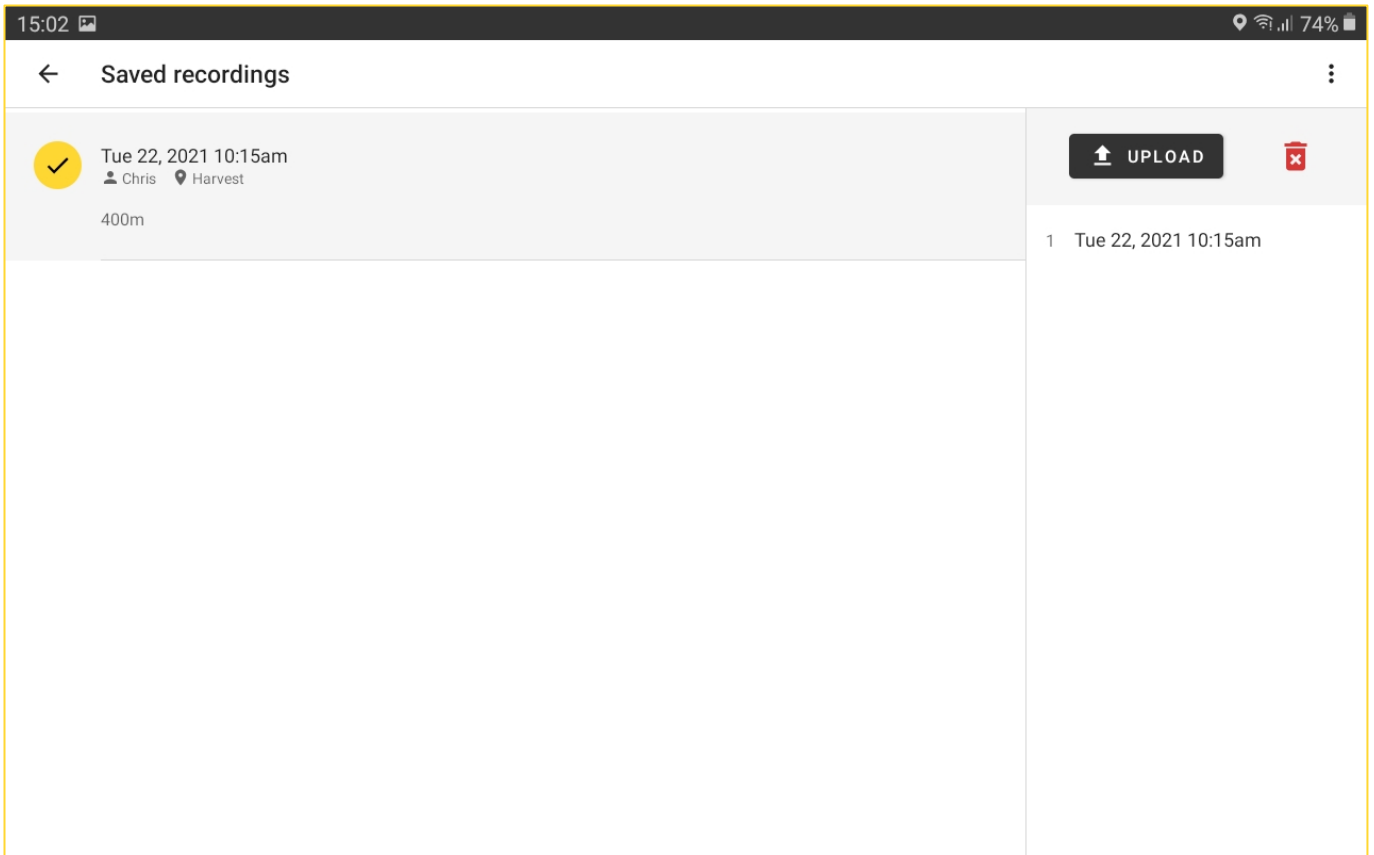 15:02 74%
Saved recordings
Tue 22, 2021 10:15am
Chris Harvest
400m
UPLOAD
1 Tue 22, 2021 10:15am